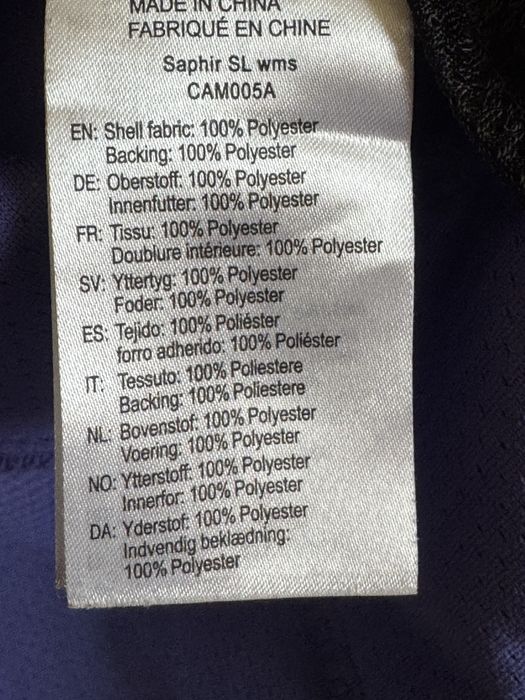 MADE IN CHINA
FABRIQUÉ EN CHINE
Saphir SL wms
CAM005A
EN: Shell fabric: 100% Polyester
Backing: 100% Polyester
DE: Oberstoff: 100% Polyester
Innenfutter: 100% Polyester
FR: Tissu: 100% Polyester
Doublure intérieure: 100% Polyester
SV: Yttertyg: 100% Polyester
Foder: 100% Polyester
ES: Tejido: 100% Poliéster
forro adherido: 100% Poliéster
IT: Tessuto: 100% Poliestere
Backing: 100% Poliestere
NL: Bovenstof: 100% Polyester
Voering: 100% Polyester
NO: Ytterstoff: 100% Polyester
Innerfor: 100% Polyester
DA: Yderstof: 100% Polyester
Indvendig beklædning:
100% Polyester